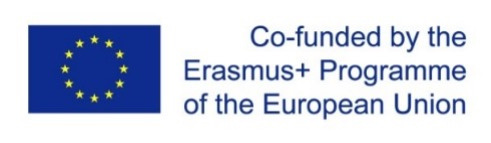 Co-funded by the
Erasmus+ Programme
of the European Union